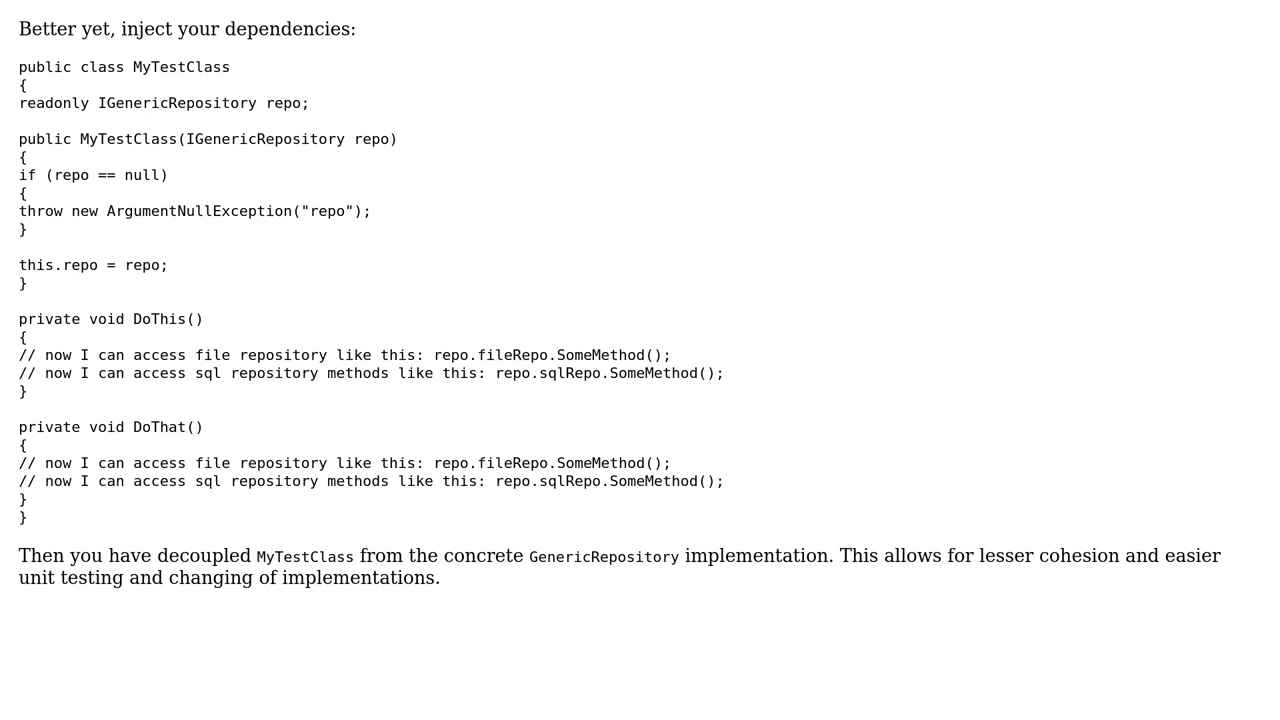 Better yet, inject your dependencies:
public class MyTestClass
{
readonly IGenericRepository repo;
public MyTestClass(IGenericRepository repo)
{
if (repo == null)
{
throw new ArgumentNullException("repo");
}
this.repo = repo;
}
private void DoThis()
{
// now I can access file repository like this: repo.fileRepo.SomeMethod();
// now I can access sql repository methods like this: repo.sqlRepo.SomeMethod();
}
private void DoThat()
{
// now I can access file repository like this: repo.fileRepo.SomeMethod();
// now I can access sql repository methods like this: repo.sqlRepo.SomeMethod();
}
}
Then you have decoupled MyTestClass from the concrete GenericRepository implementation. This allows for lesser cohesion and easier
unit testing and changing of implementations.